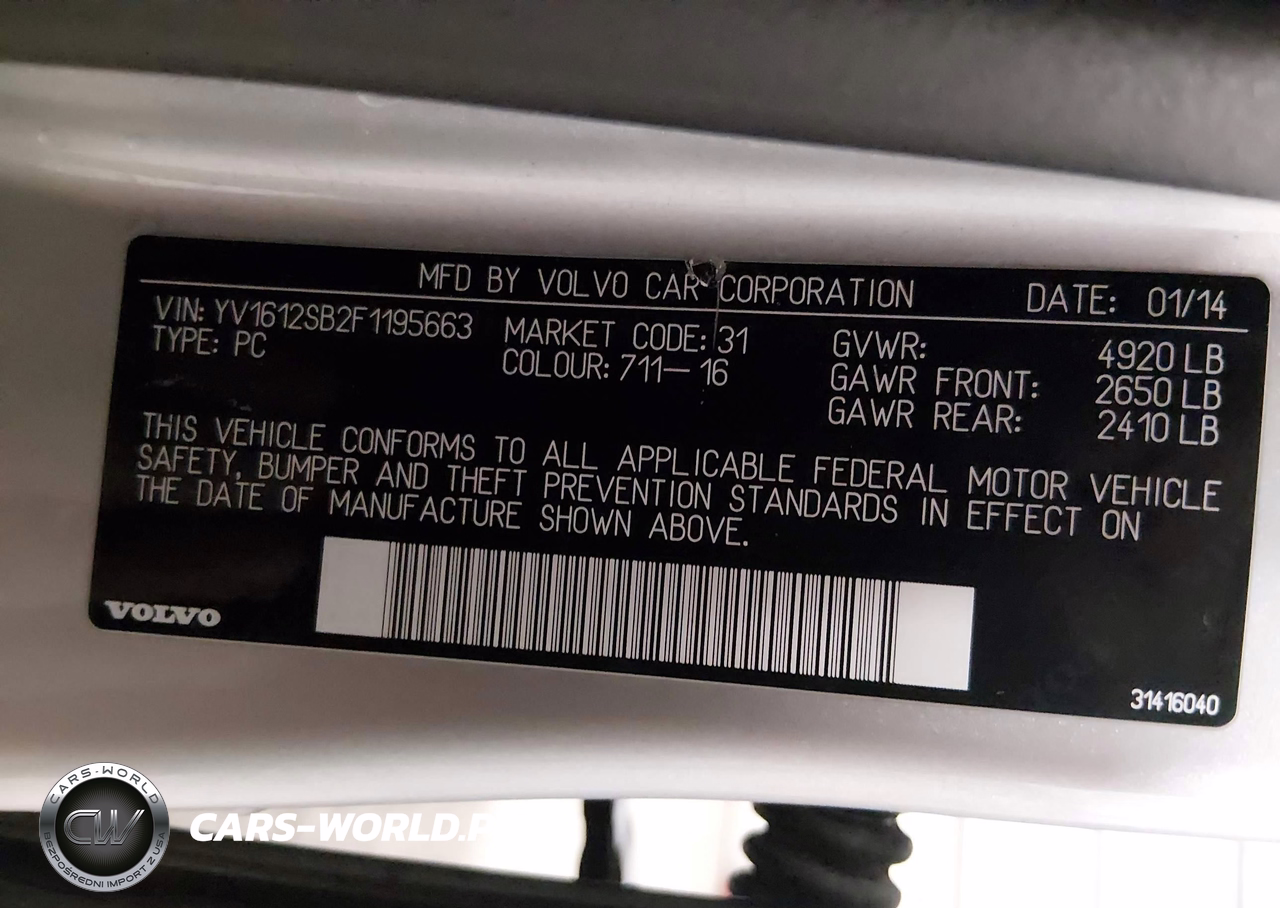 MFD BY VOLVO CAR CORPORATION DATE: 01/14
VIN: YV1612SB2F1195663 MARKET CODE: 31 GVWR: 4920 LB
TYPE: PC COLOUR: 711-16 GAWR FRONT: 2650 LB
GAWR REAR: 2410 LB
THIS VEHICLE CONFORMS TO ALL APPLICABLE FEDERAL MOTOR VEHICLE
SAFETY, BUMPER AND THEFT PREVENTION STANDARDS IN EFFECT ON
THE DATE OF MANUFACTURE SHOWN ABOVE.
VOLVO
31416040
CARS-WORLD
CW
BEZPOŚREDNI IMPORT Z USA
CARS-WORLD.P